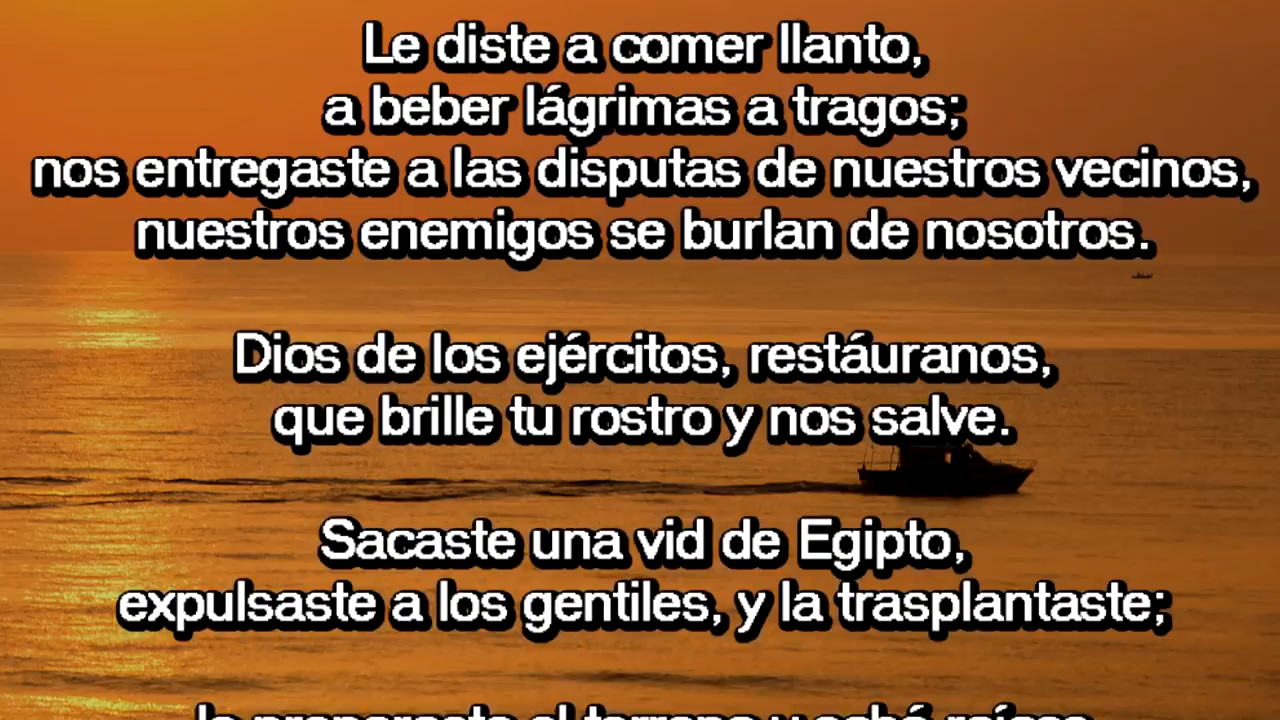 Le diste a comer llanto,
a beber lágrimas a tragos;
nos entregaste a las disputas de nuestros vecinos,
nuestros enemigos se burlan de nosotros.
Dios de los ejércitos, restáuranos,
que brille tu rostro y nos salve.
Sacaste una vid de Egipto,
expulsaste a los gentiles, y la trasplantaste;